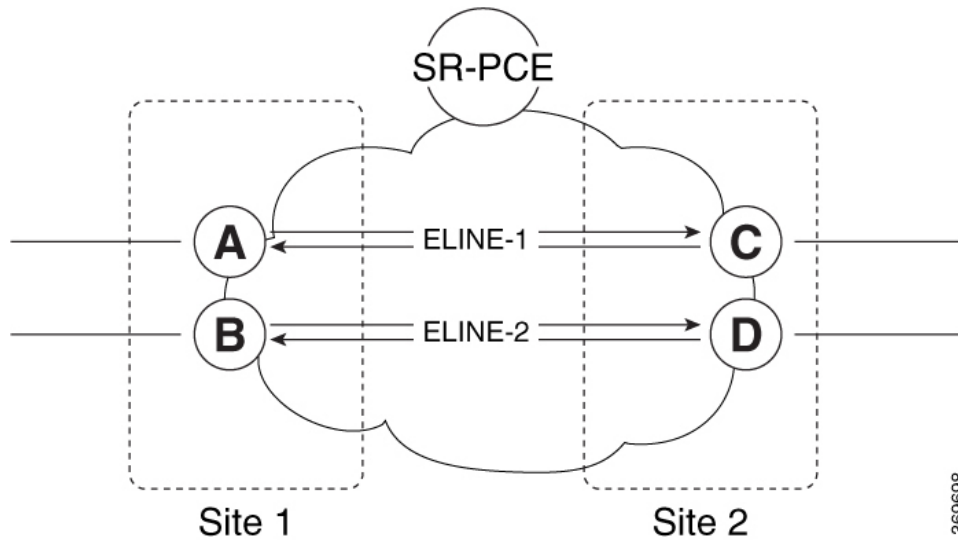 SR-PCE
A
ELINE-1
C
B
ELINE-2
D
Site 1
Site 2